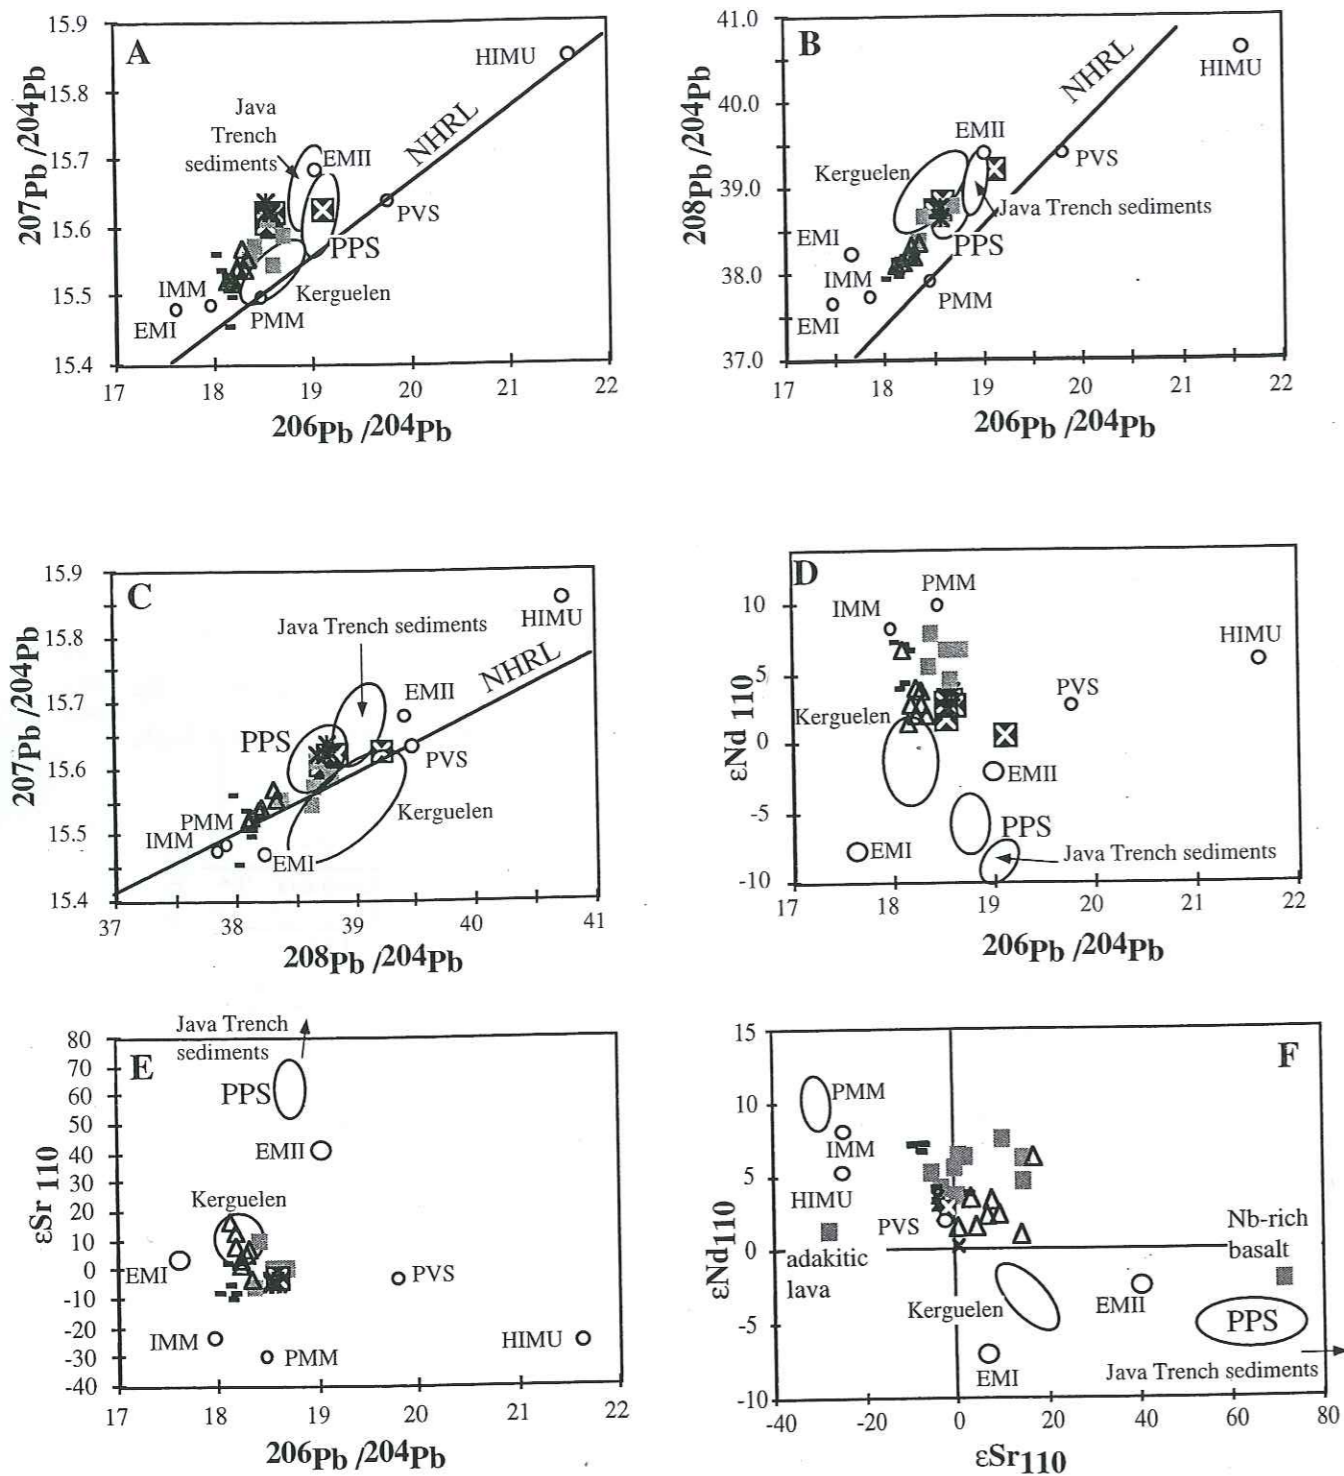 A
15.9
15.8
15.7
15.6
15.5
15.4
207Pb /204Pb
HIMU
Java
Trench
sediments
EMII
NHRL
PVS
PPS
Kerguelen
IMM
EMI
PMM
17
18
19
20
21
22
206Pb /204Pb
B
41.0
40.0
39.0
38.0
37.0
208Pb /204Pb
NHRL
HIMU
EMII
PVS
Kerguelen
Java Trench sediments
PPS
EMI
IMM
PMM
EMI
17
18
19
20
21
22
206Pb /204Pb
C
15.9
15.8
15.7
15.6
15.5
15.4
207Pb /204Pb
HIMU
Java Trench sediments
NHRL
EMII
PPS
PVS
Kerguelen
PMM
IMM
EMI
37
38
39
40
41
208Pb /204Pb
D
10
5
0
-5
-10
εNd 110
PMM
IMM
HIMU
PVS
Kerguelen
EMII
PPS
EMI
Java Trench sediments
17
18
19
20
21
22
206Pb /204Pb
E
80
70
60
50
40
30
20
10
0
-10
-20
-30
-40
εSr 110
Java Trench
sediments
PPS
EMII
Kerguelen
EMI
PVS
IMM
PMM
HIMU
17
18
19
20
21
22
206Pb /204Pb
F
15
10
5
0
-5
-10
εNd110
PMM
IMM
HIMU
PVS
adakitic
lava
Nb-rich
basalt
Kerguelen
EMII
PPS
EMI
Java Trench sediments
-40
-20
0
20
40
60
80
εSr110